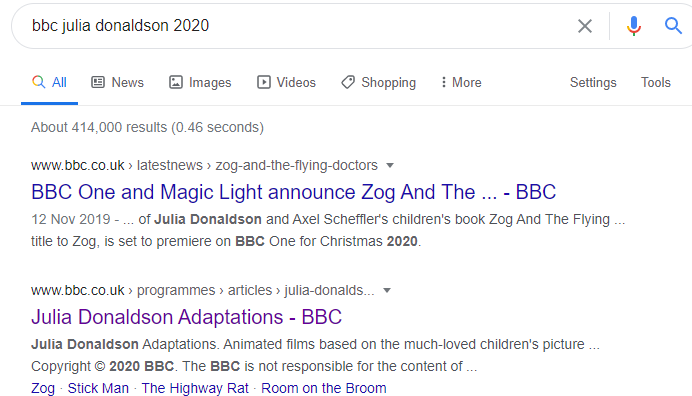 bbc julia donaldson 2020
All News Images Videos Shopping More Settings Tools
About 414,000 results (0.46 seconds)
www.bbc.co.uk › latestnews › zog-and-the-flying-doctors
BBC One and Magic Light announce Zog And The ... - BBC
12 Nov 2019 - ... of Julia Donaldson and Axel Scheffler's children's book Zog And The Flying ...
title to Zog, is set to premiere on BBC One for Christmas 2020.
www.bbc.co.uk › programmes › articles › julia-donalds...
Julia Donaldson Adaptations - BBC
Julia Donaldson Adaptations. Animated films based on the much-loved children's picture ...
Copyright © 2020 BBC. The BBC is not responsible for the content of ...
Zog · Stick Man · The Highway Rat · Room on the Broom